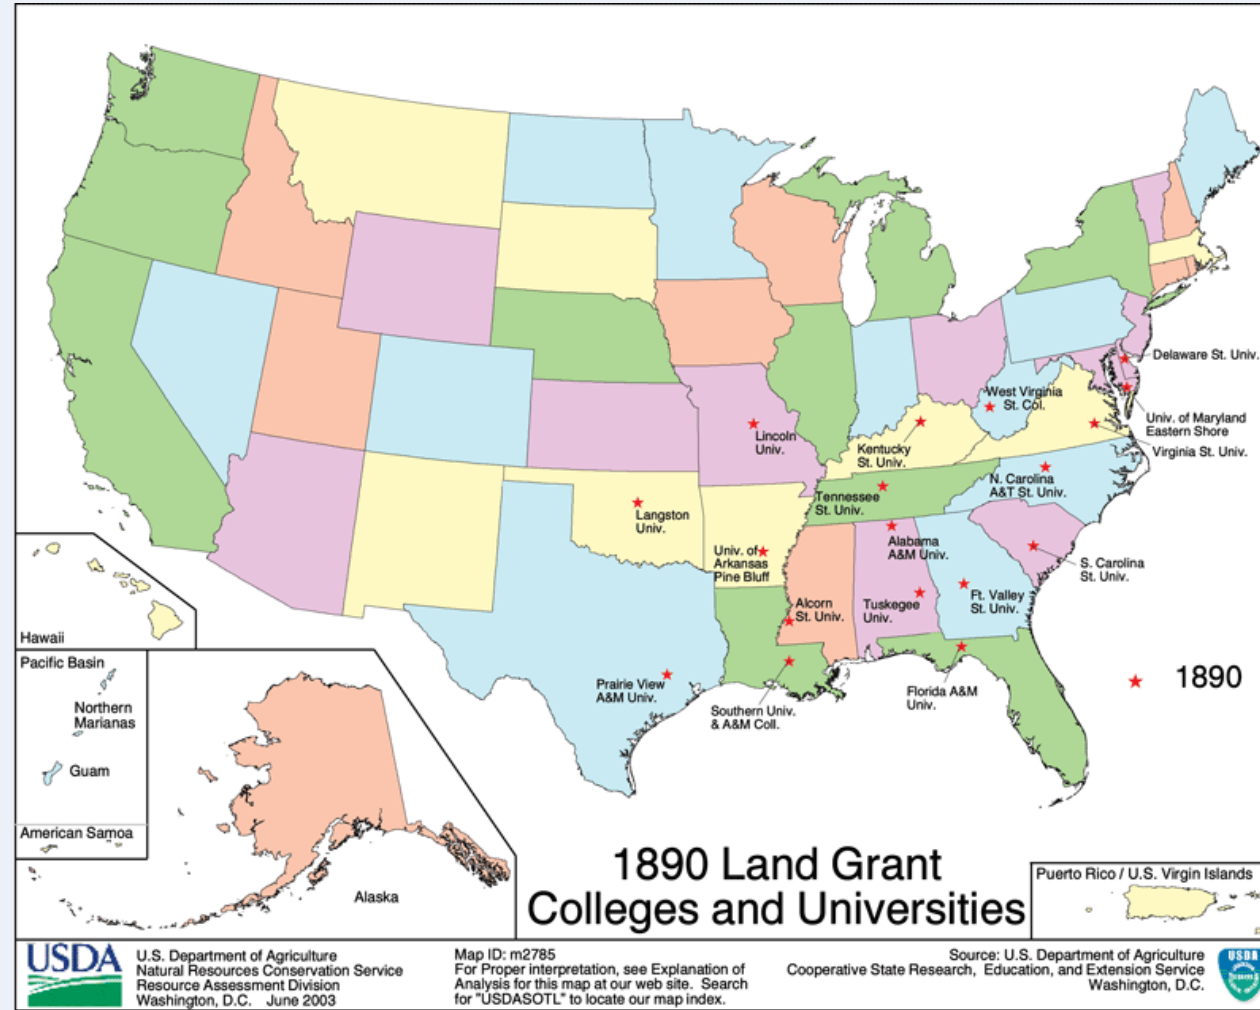 Delaware St. Univ.
West Virginia
St. Col.
Univ. of Maryland
Eastern Shore
Virginia St. Univ.
Lincoln
Univ.
Kentucky
St. Univ.
N. Carolina
A&T St. Univ.
Tennessee
St. Univ.
Langston
Univ.
Alabama
A&M Univ.
Univ. of
Arkansas
Pine Bluff
S. Carolina
St. Univ.
Alcorn
St. Univ.
Tuskegee
Univ.
Ft. Valley
St. Univ.
Prairie View
A&M Univ.
Southern Univ.
& A&M Coll.
Florida A&M
Univ.
1890
Hawaii
Pacific Basin
Northern
Marianas
Guam
American Samoa
Alaska
1890 Land Grant
Colleges and Universities
Puerto Rico / U.S. Virgin Islands
USDA
U.S. Department of Agriculture
Natural Resources Conservation Service
Resource Assessment Division
Washington, D.C. June 2003
Map ID: m2785
For Proper interpretation, see Explanation of
Analysis for this map at our web site. Search
for "USDASOTL" to locate our map index.
Source: U.S. Department of Agriculture
Cooperative State Research, Education, and Extension Service
Washington, D.C.
USDA